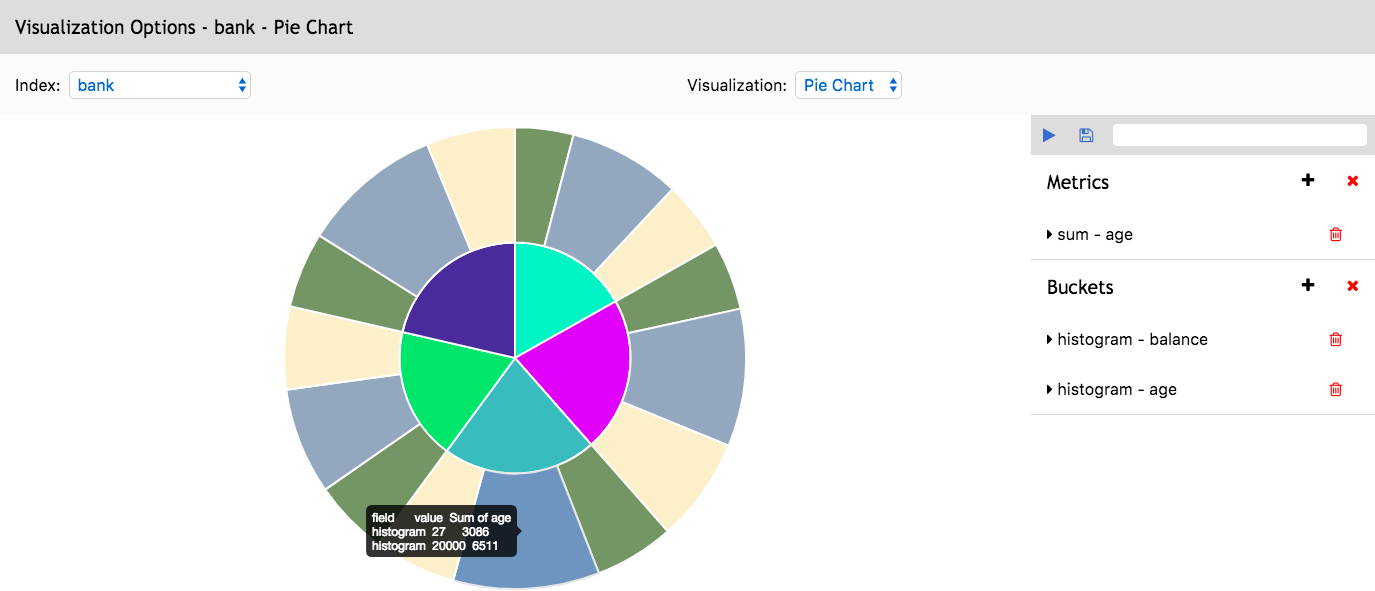 Visualization Options - bank - Pie Chart
Index: bank
Visualization: Pie Chart
Metrics
sum - age
Buckets
histogram - balance
histogram - age
field value Sum of age
histogram 27 3086
histogram 20000 6511